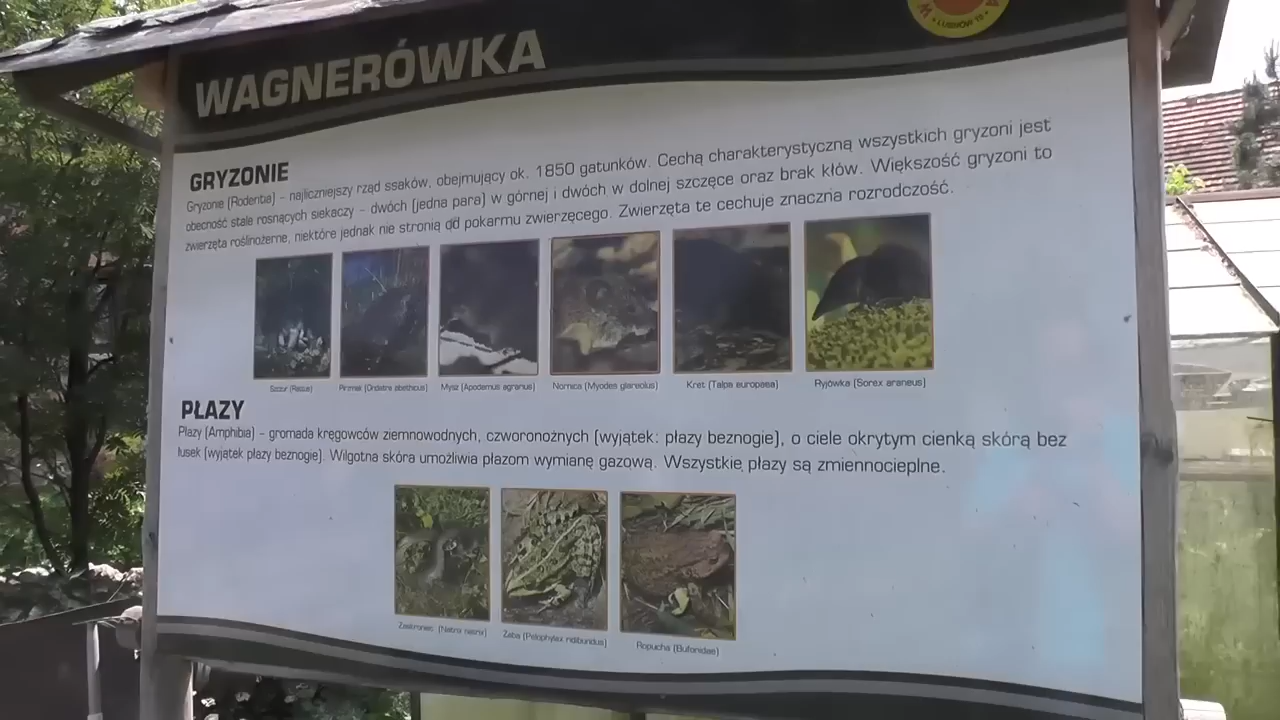 LUBNÓW 75
WAGNERÓWKA
GRYZONIE
Gryzonie (Rodentia) - najliczniejszy rząd ssaków, obejmujący ok. 1850 gatunków. Cechą charakterystyczną wszystkich gryzoni jest
obecność stale rosnących siekaczy - dwóch (jedna para) w górnej i dwóch w dolnej szczęce oraz brak kłów. Większość gryzoni to
zwierzęta roślinożerne, niektóre jednak nie stronią od pokarmu zwierzęcego. Zwierzęta te cechuje znaczna rozrodczość.
Szczur (Rattus)
Piżmak (Ondatra zibethicus)
Mysz (Apodemus agrarius)
Nornica (Myodes glareolus)
Kret (Talpa europaea)
Ryjówka (Sorex araneus)
PŁAZY
Płazy (Amphibia) - gromada kręgowców ziemnowodnych, czworonożnych (wyjątek: płazy beznogie), o ciele okrytym cienką skórą bez
łusek (wyjątek płazy beznogie). Wilgotna skóra umożliwia płazom wymianę gazową. Wszystkie płazy są zmiennocieplne.
Zaskroniec (Natrix natrix)
Żaba (Pelophylax ridibundus)
Ropucha (Bufonidae)